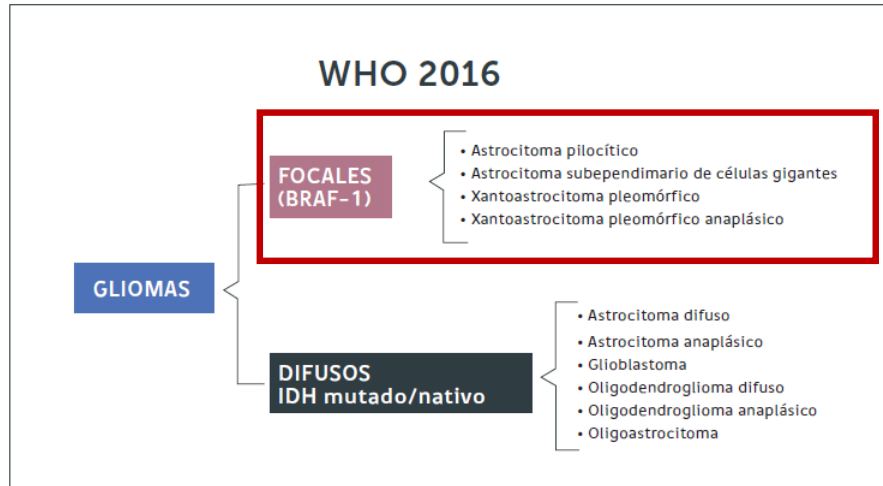 WHO 2016
FOCALES
(BRAF-1)
• Astrocitoma pilocítico
• Astrocitoma subependimario de células gigantes
• Xantoastrocitoma pleomórfico
• Xantoastrocitoma pleomórfico anaplásico
GLIOMAS
DIFUSOS
IDH mutado/nativo
• Astrocitoma difuso
• Astrocitoma anaplásico
• Glioblastoma
• Oligodendroglioma difuso
• Oligodendroglioma anaplásico
• Oligoastrocitoma